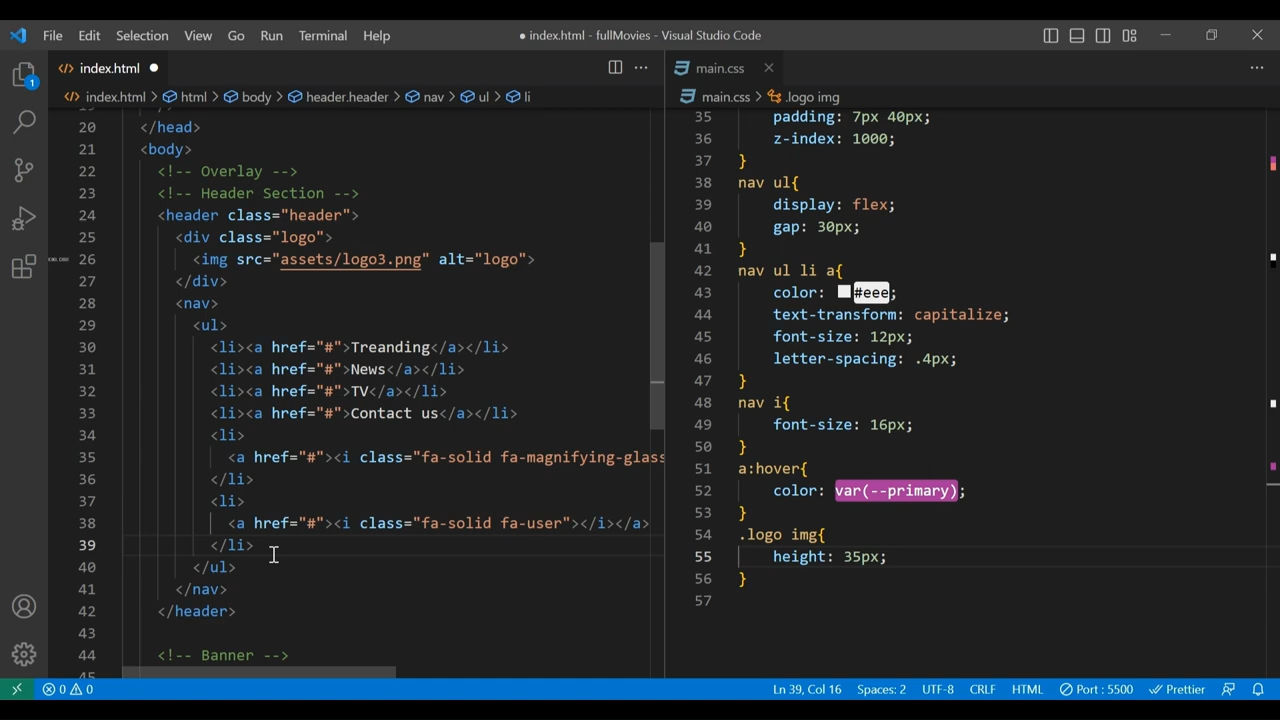 File Edit Selection View Go Run Terminal Help ● index.html - fullMovies - Visual Studio Code
index.html ●
index.html > html > body > header.header > nav > ul > li
20 </head>
21 <body>
22 <!-- Overlay -->
23 <!-- Header Section -->
24 <header class="header">
25 <div class="logo">
26 <img src="assets/logo3.png" alt="logo">
27 </div>
28 <nav>
29 <ul>
30 <li><a href="#">Treanding</a></li>
31 <li><a href="#">News</a></li>
32 <li><a href="#">TV</a></li>
33 <li><a href="#">Contact us</a></li>
34 <li>
35 <a href="#"><i class="fa-solid fa-magnifying-glass
36 </li>
37 <li>
38 <a href="#"><i class="fa-solid fa-user"></i></a>
39 </li>
40 </ul>
41 </nav>
42 </header>
43
44 <!-- Banner -->
main.css
main.css > .logo img
35 padding: 7px 40px;
36 z-index: 1000;
37 }
38 nav ul{
39 display: flex;
40 gap: 30px;
41 }
42 nav ul li a{
43 color: #eee;
44 text-transform: capitalize;
45 font-size: 12px;
46 letter-spacing: .4px;
47 }
48 nav i{
49 font-size: 16px;
50 }
51 a:hover{
52 color: var(--primary);
53 }
54 .logo img{
55 height: 35px;
56 }
57
1
0 0 Ln 39, Col 16 Spaces: 2 UTF-8 CRLF HTML Port : 5500 Prettier